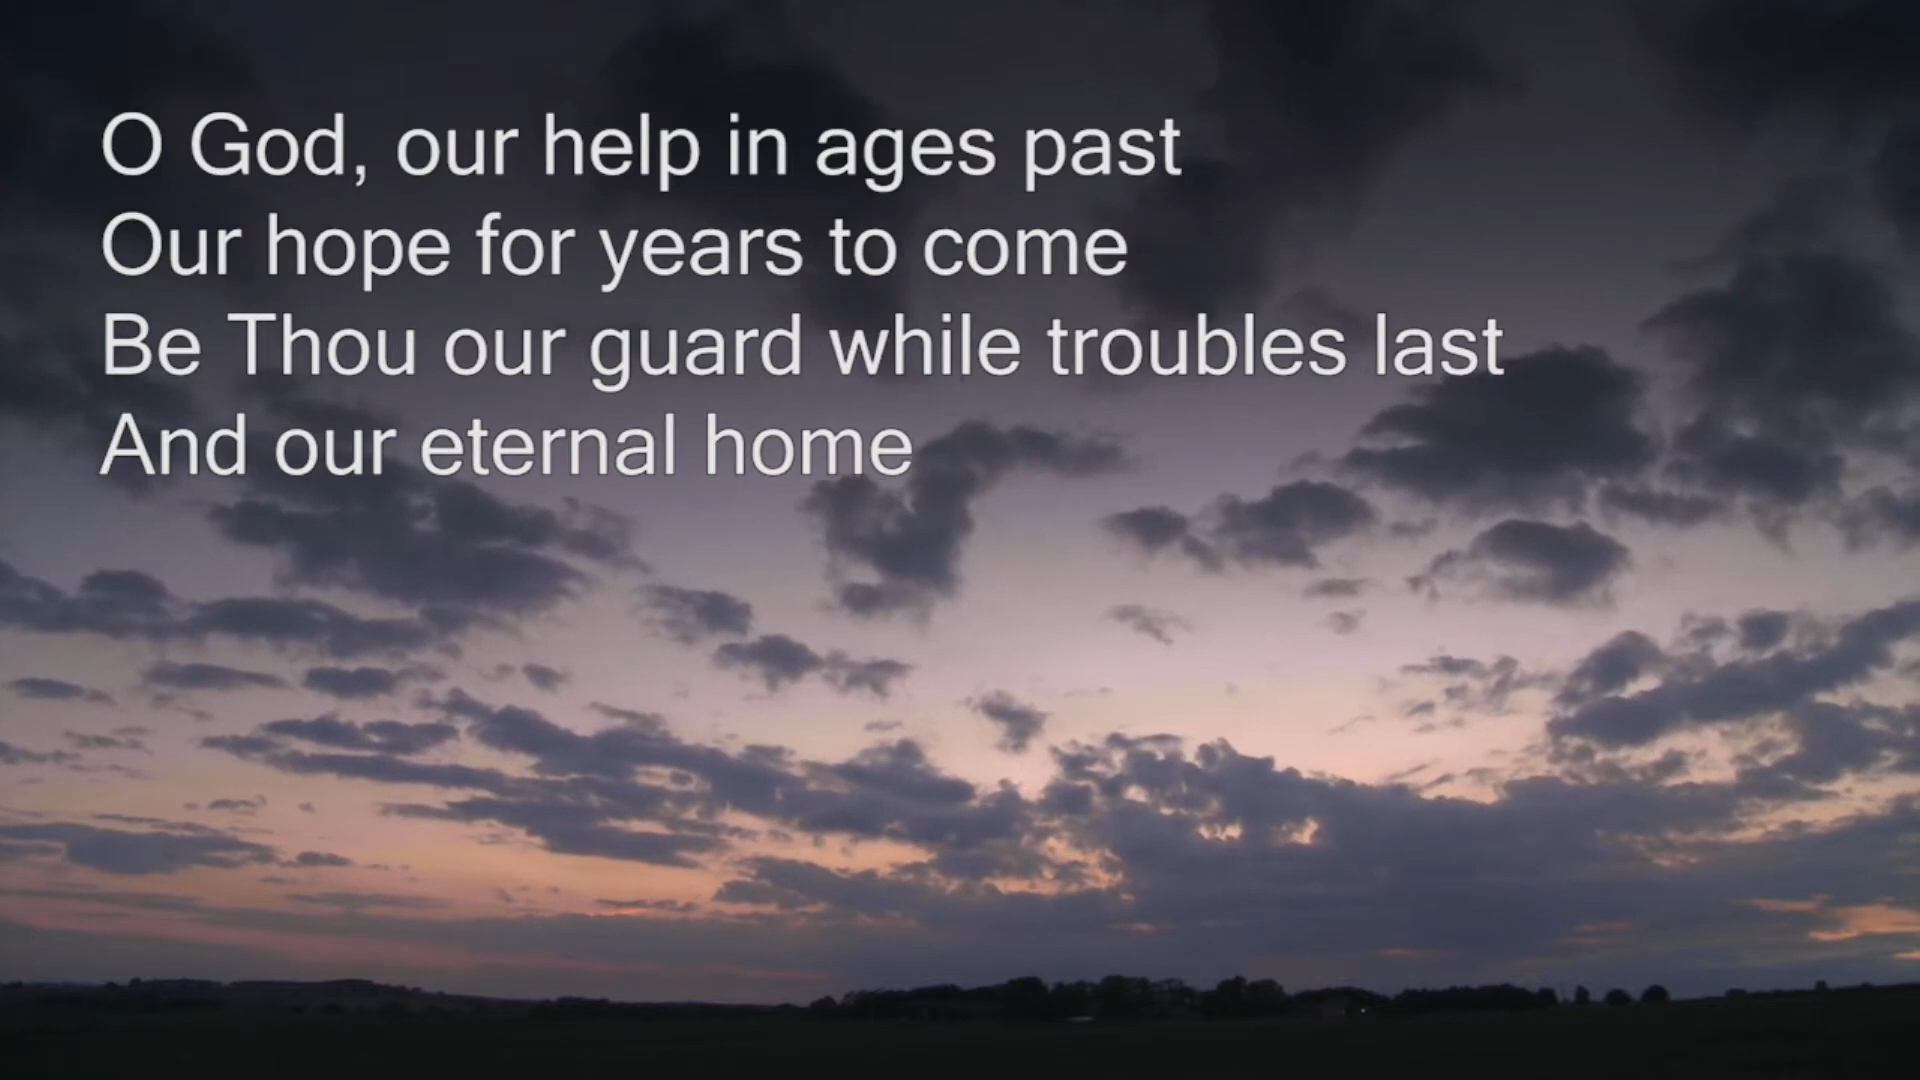 O God, our help in ages past
Our hope for years to come
Be Thou our guard while troubles last
And our eternal home